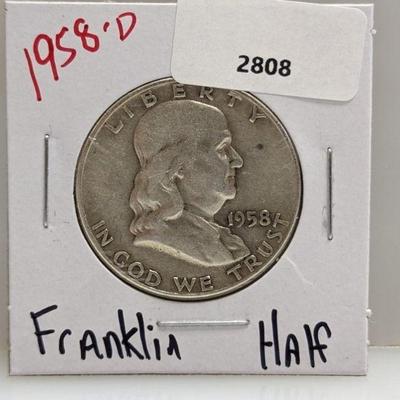 1958-D
2808
LIBERTY
1958
IN GOD WE TRUST
Franklin Half